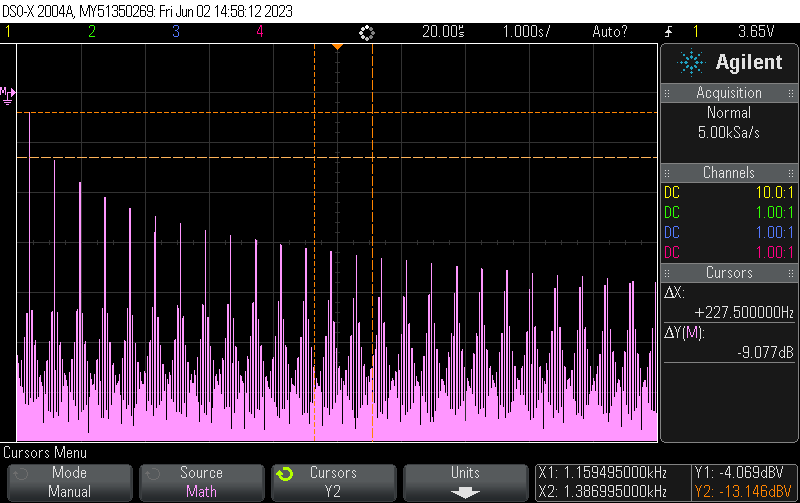 DSO-X 2004A, MY51350269: Fri Jun 02 14:58:12 2023
1 2 3 4 20.00s 1.000s/ Auto? 1 3.65V
Agilent
Acquisition
Normal
5.00kSa/s
Channels
DC 10.0:1
DC 1.00:1
DC 1.00:1
DC 1.00:1
Cursors
ΔX:
+227.500000Hz
ΔY(M):
-9.077dB
M
Cursors Menu
Mode
Manual
Source
Math
Cursors
Y2
Units
X1: 1.159495000kHz
X2: 1.386995000kHz
Y1: -4.069dBV
Y2: -13.146dBV